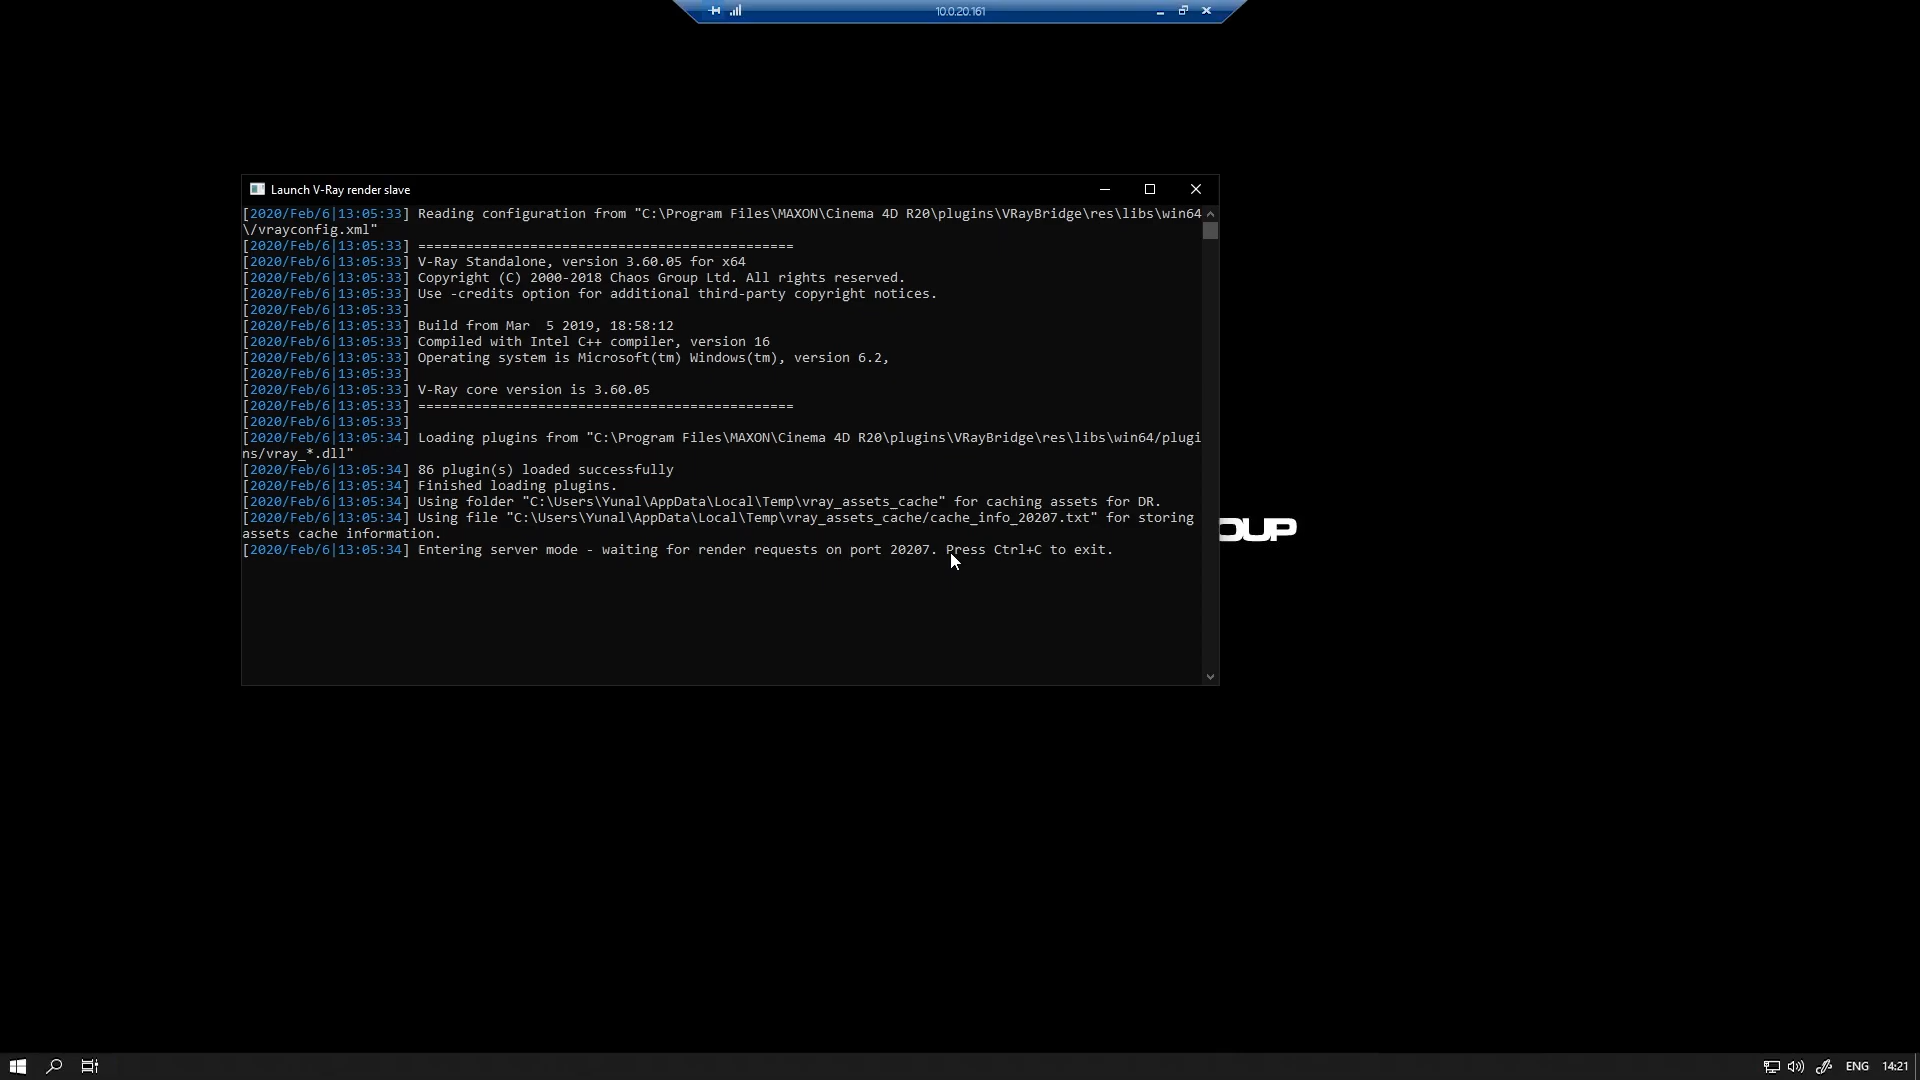 10.0.20.161
Launch V-Ray render slave
[2020/Feb/6|13:05:33] Reading configuration from "C:\Program Files\MAXON\Cinema 4D R20\plugins\VRayBridge\res\libs\win64
\/vrayconfig.xml"
[2020/Feb/6|13:05:33] ===============================================
[2020/Feb/6|13:05:33] V-Ray Standalone, version 3.60.05 for x64
[2020/Feb/6|13:05:33] Copyright (C) 2000-2018 Chaos Group Ltd. All rights reserved.
[2020/Feb/6|13:05:33] Use -credits option for additional third-party copyright notices.
[2020/Feb/6|13:05:33]
[2020/Feb/6|13:05:33] Build from Mar  5 2019, 18:58:12
[2020/Feb/6|13:05:33] Compiled with Intel C++ compiler, version 16
[2020/Feb/6|13:05:33] Operating system is Microsoft(tm) Windows(tm), version 6.2,
[2020/Feb/6|13:05:33]
[2020/Feb/6|13:05:33] V-Ray core version is 3.60.05
[2020/Feb/6|13:05:33] ===============================================
[2020/Feb/6|13:05:33]
[2020/Feb/6|13:05:34] Loading plugins from "C:\Program Files\MAXON\Cinema 4D R20\plugins\VRayBridge\res\libs\win64/plugi
ns/vray_*.dll"
[2020/Feb/6|13:05:34] 86 plugin(s) loaded successfully
[2020/Feb/6|13:05:34] Finished loading plugins.
[2020/Feb/6|13:05:34] Using folder "C:\Users\Yunal\AppData\Local\Temp\vray_assets_cache" for caching assets for DR.
[2020/Feb/6|13:05:34] Using file "C:\Users\Yunal\AppData\Local\Temp\vray_assets_cache/cache_info_20207.txt" for storing
assets cache information.
[2020/Feb/6|13:05:34] Entering server mode - waiting for render requests on port 20207. Press Ctrl+C to exit.
OUP
ENG 14:21